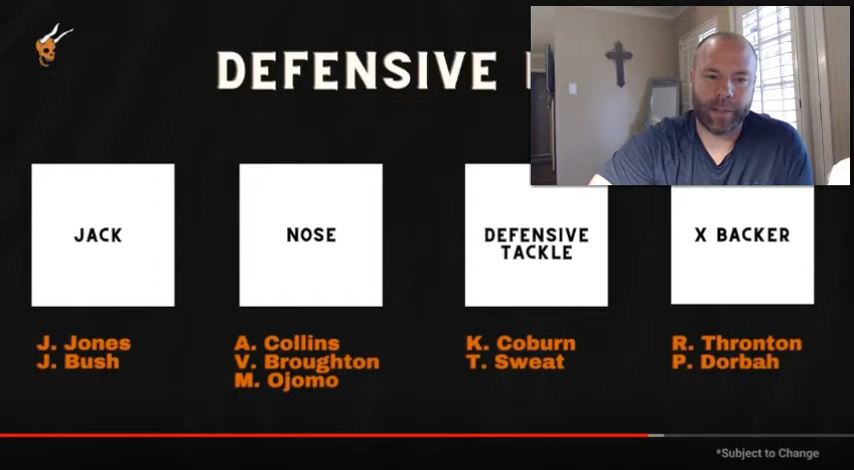 DEFENSIVE
JACK
NOSE
DEFENSIVE
TACKLE
X BACKER
J. Jones
J. Bush
A. Collins
V. Broughton
M. Ojomo
K. Coburn
T. Sweat
R. Thronton
P. Dorbah
*Subject to Change